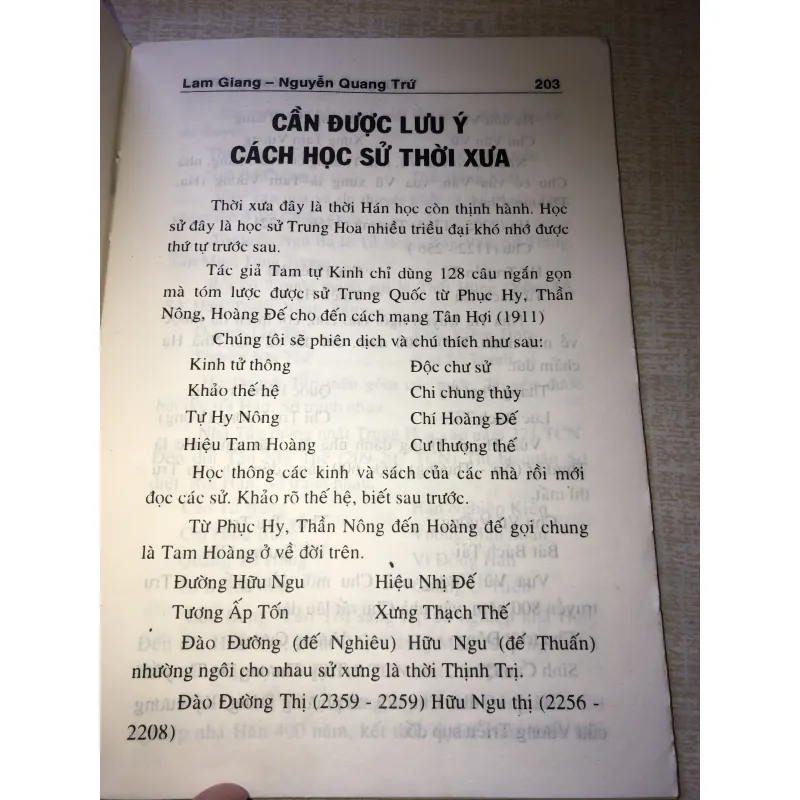 Lam Giang – Nguyễn Quang Trứ 203
CẦN ĐƯỢC LƯU Ý
CÁCH HỌC SỬ THỜI XƯA
Thời xưa đây là thời Hán học còn thịnh hành. Học
sử đây là học sử Trung Hoa nhiều triều đại khó nhớ được
thứ tự trước sau.
Tác giả Tam tự Kinh chỉ dùng 128 câu ngắn gọn
mà tóm lược được sử Trung Quốc từ Phục Hy, Thần
Nông, Hoàng Đế cho đến cách mạng Tân Hợi (1911)
Chúng tôi sẽ phiên dịch và chú thích như sau:
Kinh tử thông Độc chư sử
Khảo thế hệ Chi chung thủy
Tự Hy Nông Chí Hoàng Đế
Hiệu Tam Hoàng Cư thượng thế
Học thông các kinh và sách của các nhà rồi mới
đọc các sử. Khảo rõ thế hệ, biết sau trước.
Từ Phục Hy, Thần Nông đến Hoàng đế gọi chung
là Tam Hoàng ở về đời trên.
Đường Hữu Ngu Hiệu Nhị Đế
Tương Ấp Tốn Xưng Thạch Thế
Đào Đường (đế Nghiêu) Hữu Ngu (đế Thuấn)
nhường ngôi cho nhau sử xưng là thời Thịnh Trị.
Đào Đường Thị (2359 - 2259) Hữu Ngu thị (2256 -
2208)